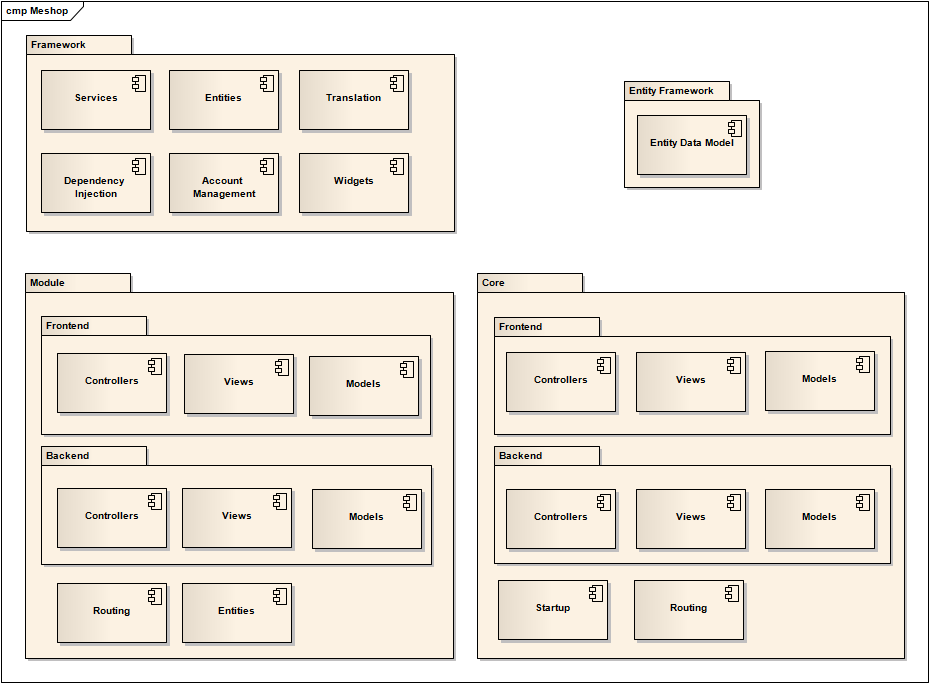 cmp Meshop
Framework
Services
Entities
Translation
Dependency
Injection
Account
Management
Widgets
Entity Framework
Entity Data Model
Module
Frontend
Controllers
Views
Models
Backend
Controllers
Views
Models
Routing
Entities
Core
Frontend
Controllers
Views
Models
Backend
Controllers
Views
Models
Startup
Routing